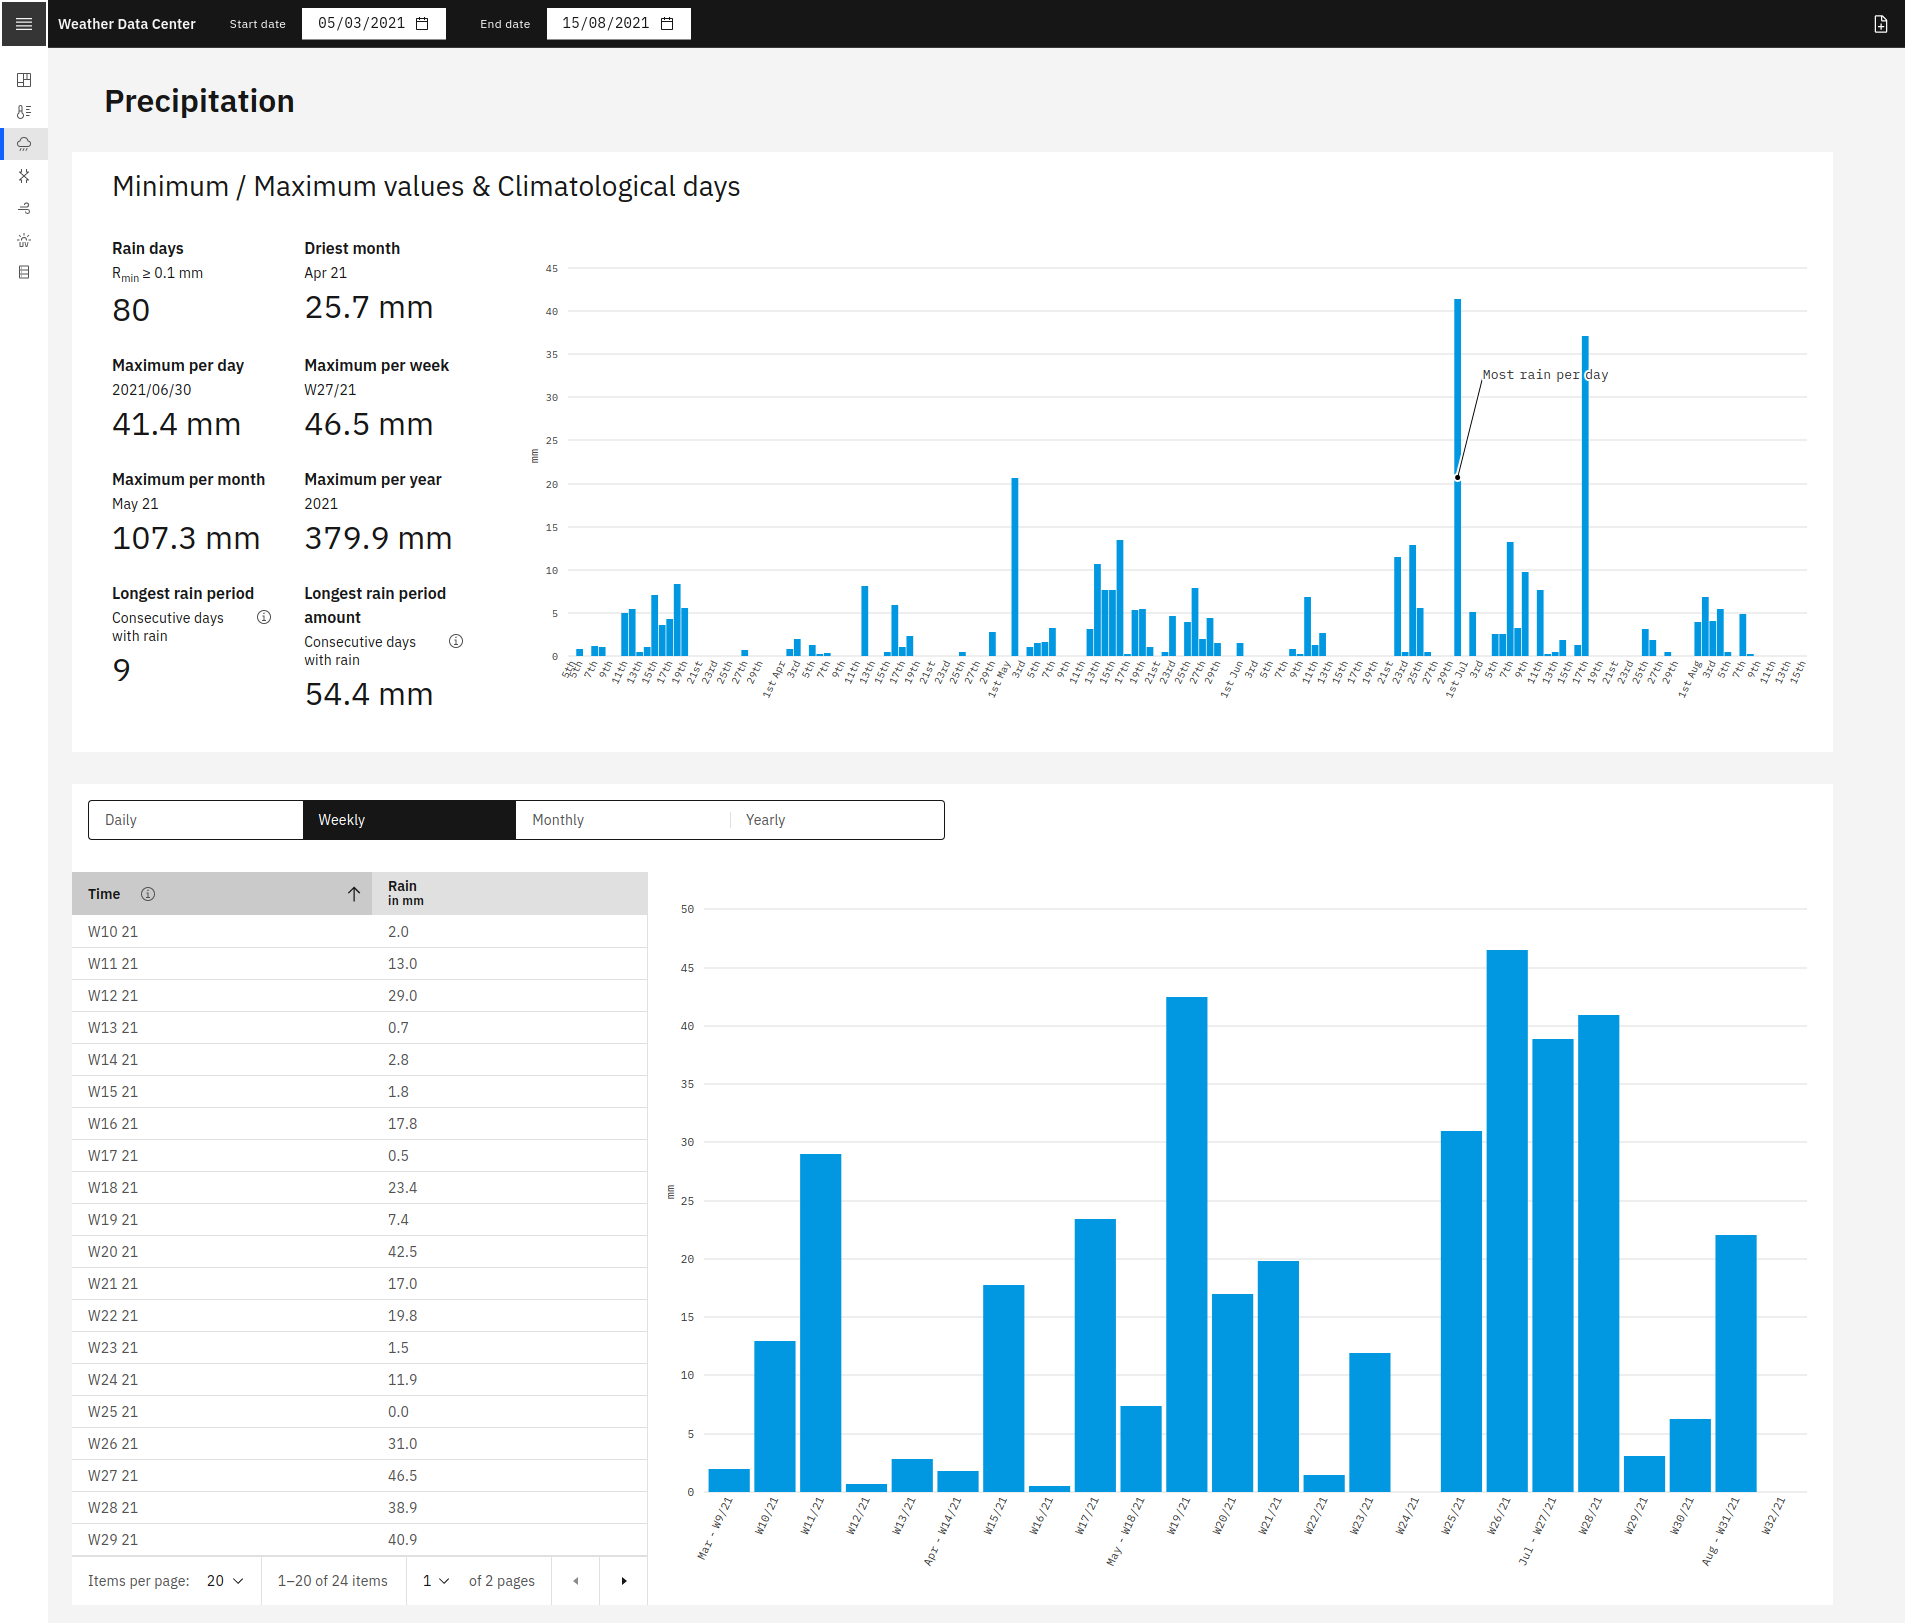 Weather Data Center Start date 05/03/2021 End date 15/08/2021
Precipitation
Minimum / Maximum values & Climatological days
Rain days
Rmin ≥ 0.1 mm
80
Driest month
Apr 21
25.7 mm
Maximum per day
2021/06/30
41.4 mm
Maximum per week
W27/21
46.5 mm
Maximum per month
May 21
107.3 mm
Maximum per year
2021
379.9 mm
Longest rain period
Consecutive days
with rain
9
Longest rain period
amount
Consecutive days
with rain
54.4 mm
45
40
35
30
25
20
15
10
5
0
mm
Most rain per day
5th 5th 7th 9th 11th 13th 15th 17th 19th 21st 23rd 25th 27th 29th 1st Apr 3rd 5th 7th 9th 11th 13th 15th 17th 19th 21st 23rd 25th 27th 29th 1st May 3rd 5th 7th 9th 11th 13th 15th 17th 19th 21st 23rd 25th 27th 29th 1st Jun 3rd 5th 7th 9th 11th 13th 15th 17th 19th 21st 23rd 25th 27th 29th 1st Jul 3rd 5th 7th 9th 11th 13th 15th 17th 19th 21st 23rd 25th 27th 29th 1st Aug 3rd 5th 7th 9th 11th 13th 15th
Daily Weekly Monthly Yearly
Time Rain
in mm
W10 21 2.0
W11 21 13.0
W12 21 29.0
W13 21 0.7
W14 21 2.8
W15 21 1.8
W16 21 17.8
W17 21 0.5
W18 21 23.4
W19 21 7.4
W20 21 42.5
W21 21 17.0
W22 21 19.8
W23 21 1.5
W24 21 11.9
W25 21 0.0
W26 21 31.0
W27 21 46.5
W28 21 38.9
W29 21 40.9
Items per page: 20 1–20 of 24 items 1 of 2 pages
50
45
40
35
30
25
20
15
10
5
0
mm
Mar - W9/21 W10/21 W11/21 W12/21 W13/21 Apr - W14/21 W15/21 W16/21 W17/21 May - W18/21 W19/21 W20/21 W21/21 W22/21 W23/21 W24/21 W25/21 W26/21 Jul - W27/21 W28/21 W29/21 W30/21 Aug - W31/21 W32/21